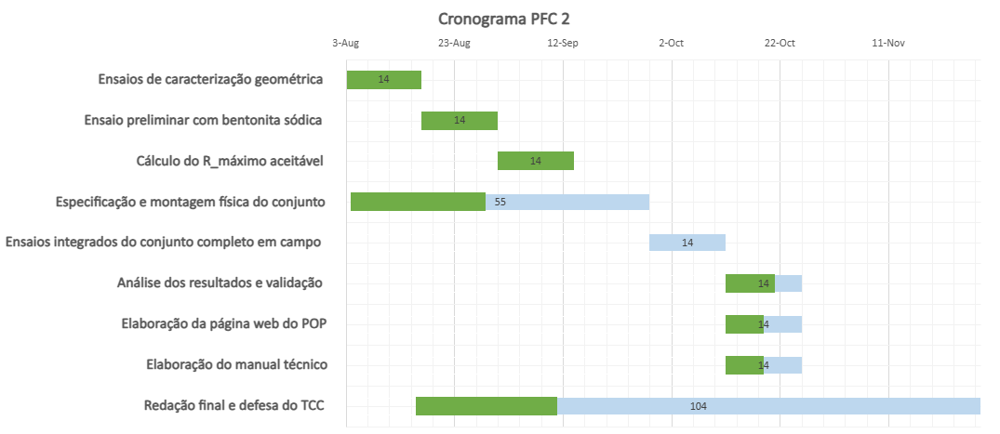 Cronograma PFC 2
3-Aug 23-Aug 12-Sep 2-Oct 22-Oct 11-Nov
Ensaios de caracterização geométrica 14
Ensaio preliminar com bentonita sódica 14
Cálculo do R_máximo aceitável 14
Especificação e montagem física do conjunto 55
Ensaios integrados do conjunto completo em campo 14
Análise dos resultados e validação 14
Elaboração da página web do POP 14
Elaboração do manual técnico 14
Redação final e defesa do TCC 104